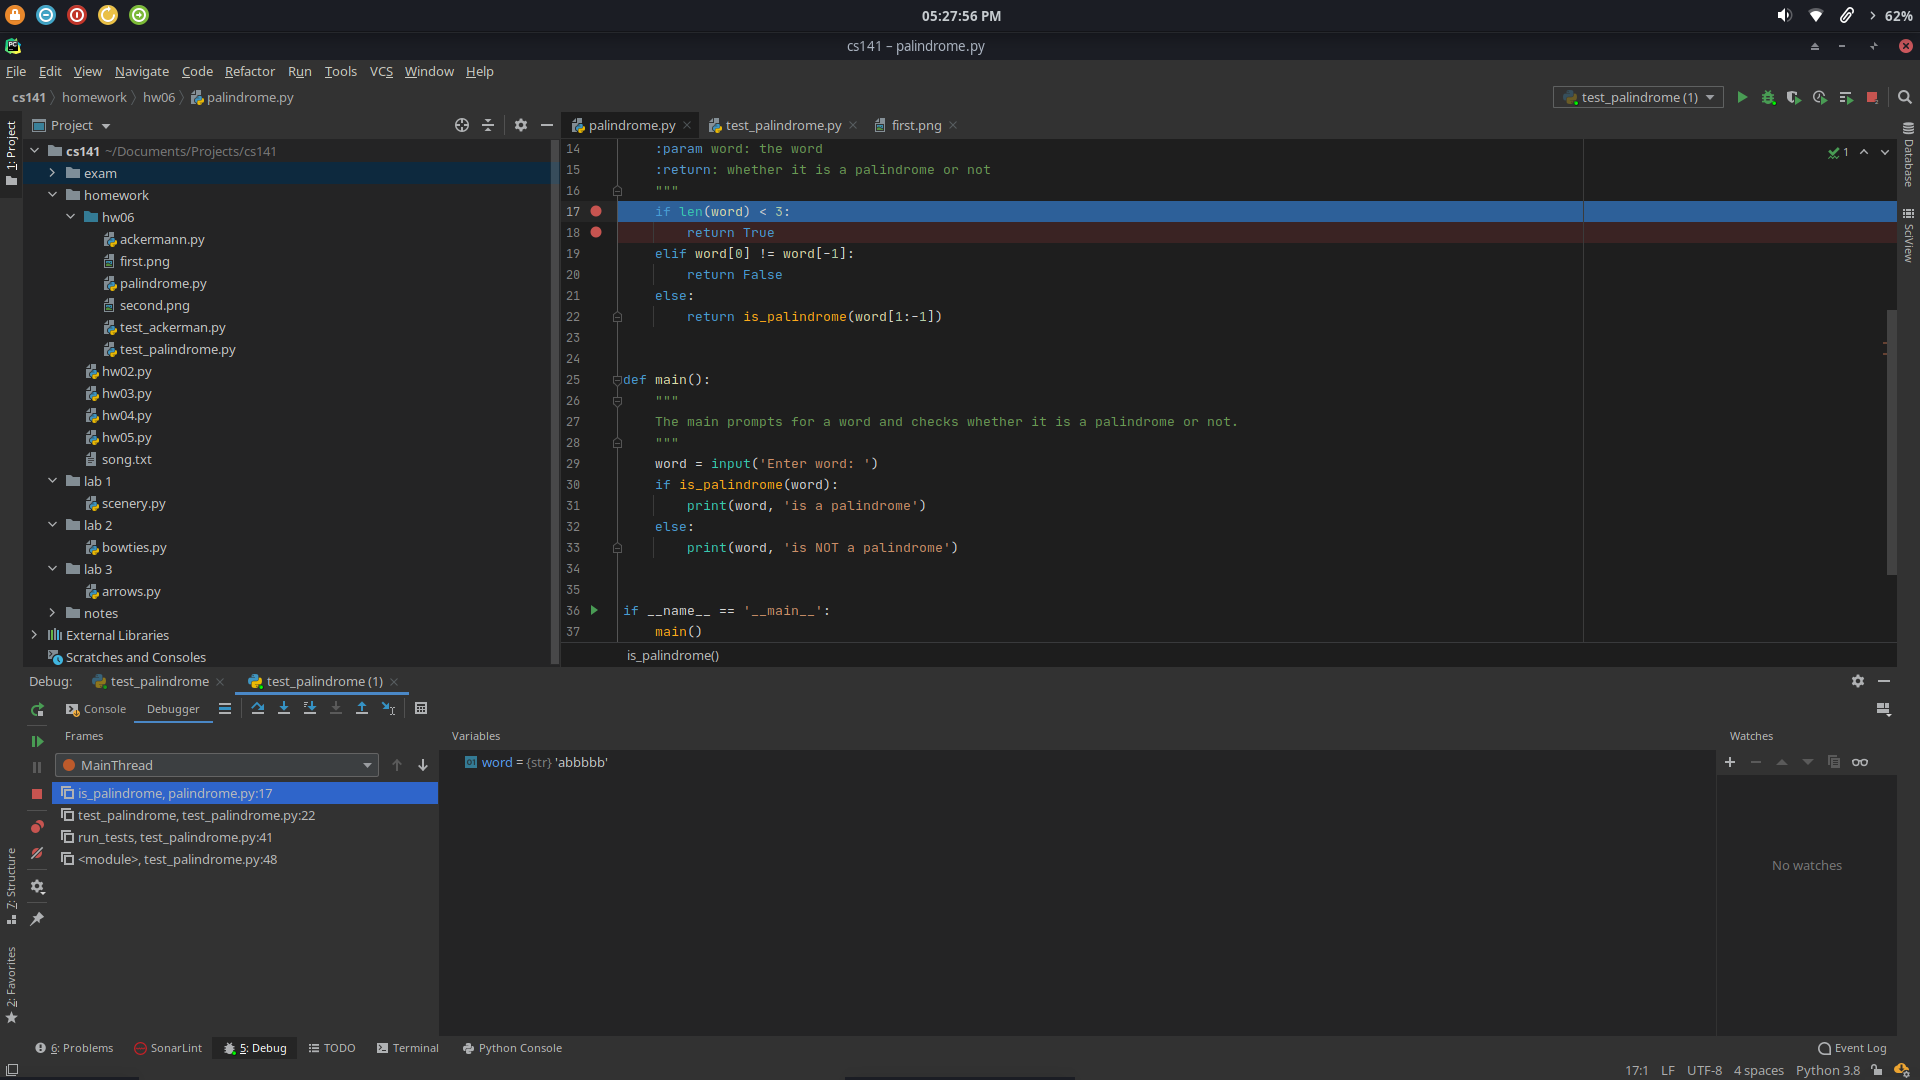 05:27:56 PM
62%
cs141 – palindrome.py
File Edit View Navigate Code Refactor Run Tools VCS Window Help
cs141 homework hw06 palindrome.py
test_palindrome (1)
1: Project
Project
cs141 ~/Documents/Projects/cs141
exam
homework
hw06
ackermann.py
first.png
palindrome.py
second.png
test_ackerman.py
test_palindrome.py
hw02.py
hw03.py
hw04.py
hw05.py
song.txt
lab 1
scenery.py
lab 2
bowties.py
lab 3
arrows.py
notes
External Libraries
Scratches and Consoles
palindrome.py test_palindrome.py first.png
1
14 :param word: the word
15 :return: whether it is a palindrome or not
16 """
17 if len(word) < 3:
18 return True
19 elif word[0] != word[-1]:
20 return False
21 else:
22 return is_palindrome(word[1:-1])
23
24
25 def main():
26 """
27 The main prompts for a word and checks whether it is a palindrome or not.
28 """
29 word = input('Enter word: ')
30 if is_palindrome(word):
31 print(word, 'is a palindrome')
32 else:
33 print(word, 'is NOT a palindrome')
34
35
36 if __name__ == '__main__':
37 main()
is_palindrome()
Database
SciView
Debug: test_palindrome test_palindrome (1)
Console Debugger
Frames
MainThread
is_palindrome, palindrome.py:17
test_palindrome, test_palindrome.py:22
run_tests, test_palindrome.py:41
<module>, test_palindrome.py:48
Variables
01 word = {str} 'abbbbb'
Watches
No watches
7: Structure
2: Favorites
6: Problems SonarLint 5: Debug TODO Terminal Python Console Event Log
17:1 LF UTF-8 4 spaces Python 3.8